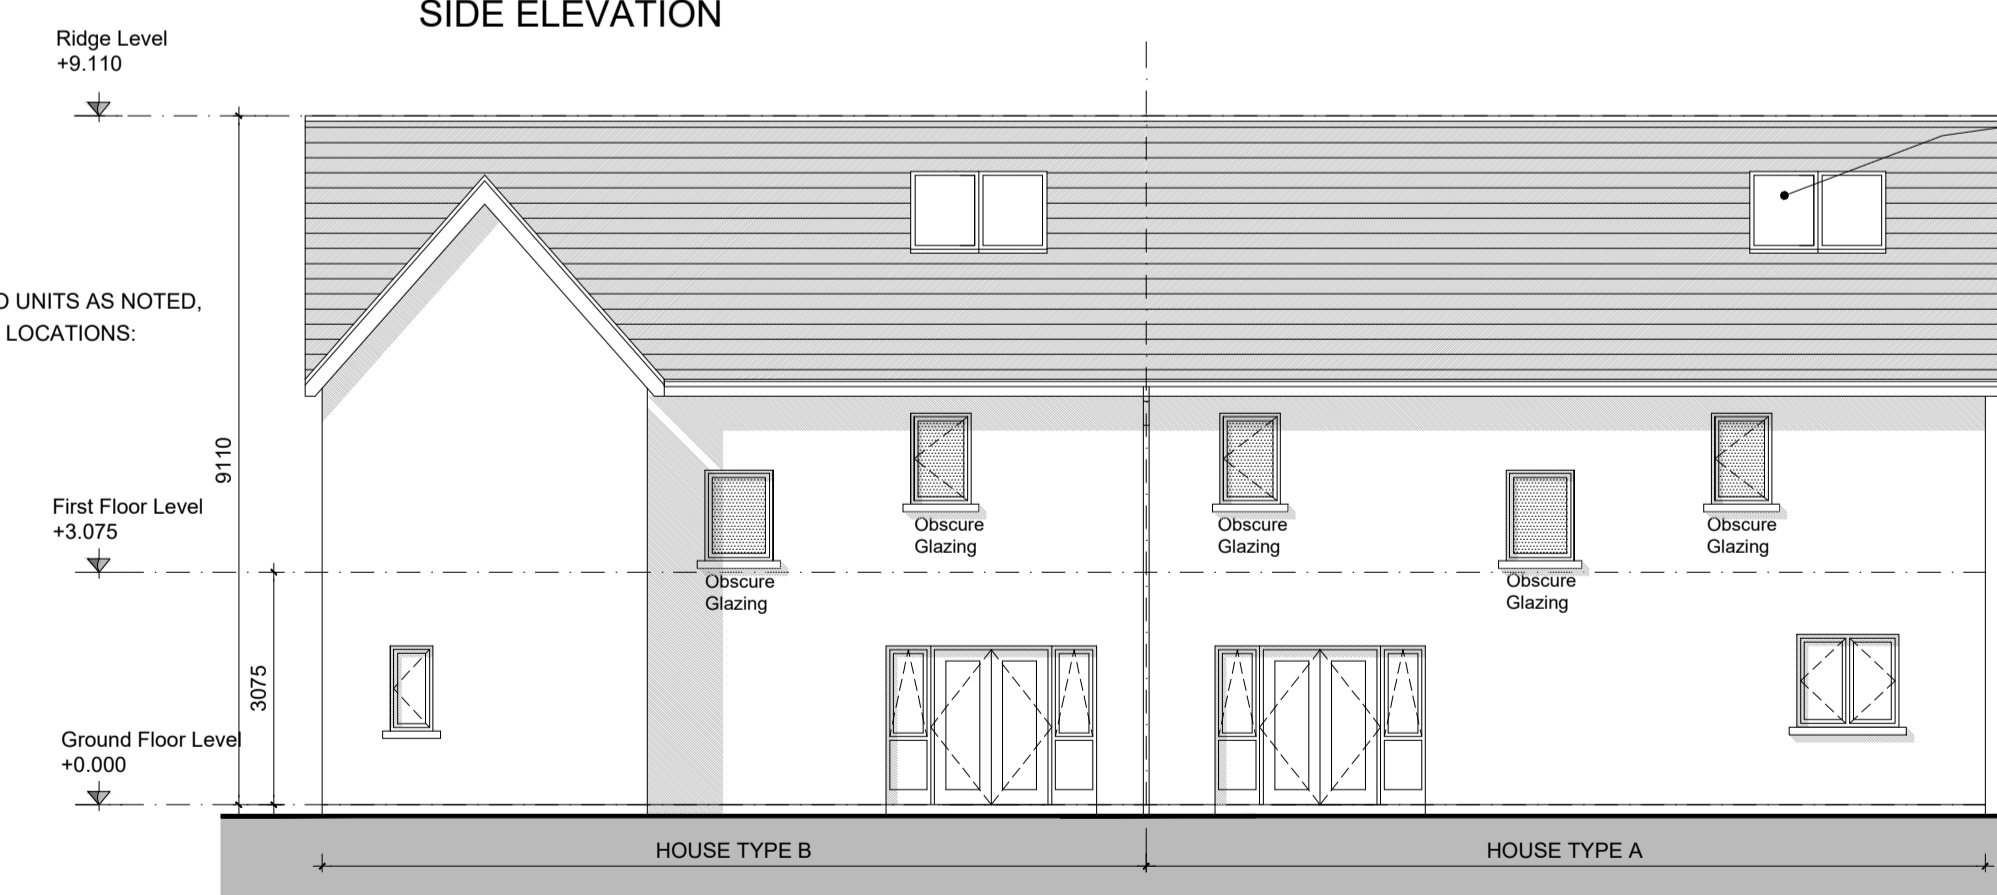 SIDE ELEVATION
Ridge Level
+9.110
UNITS AS NOTED,
LOCATIONS:
9110
First Floor Level
+3.075
3075
Ground Floor Level
+0.000
Obscure
Glazing
Obscure
Glazing
Obscure
Glazing
Obscure
Glazing
Obscure
Glazing
HOUSE TYPE B
HOUSE TYPE A